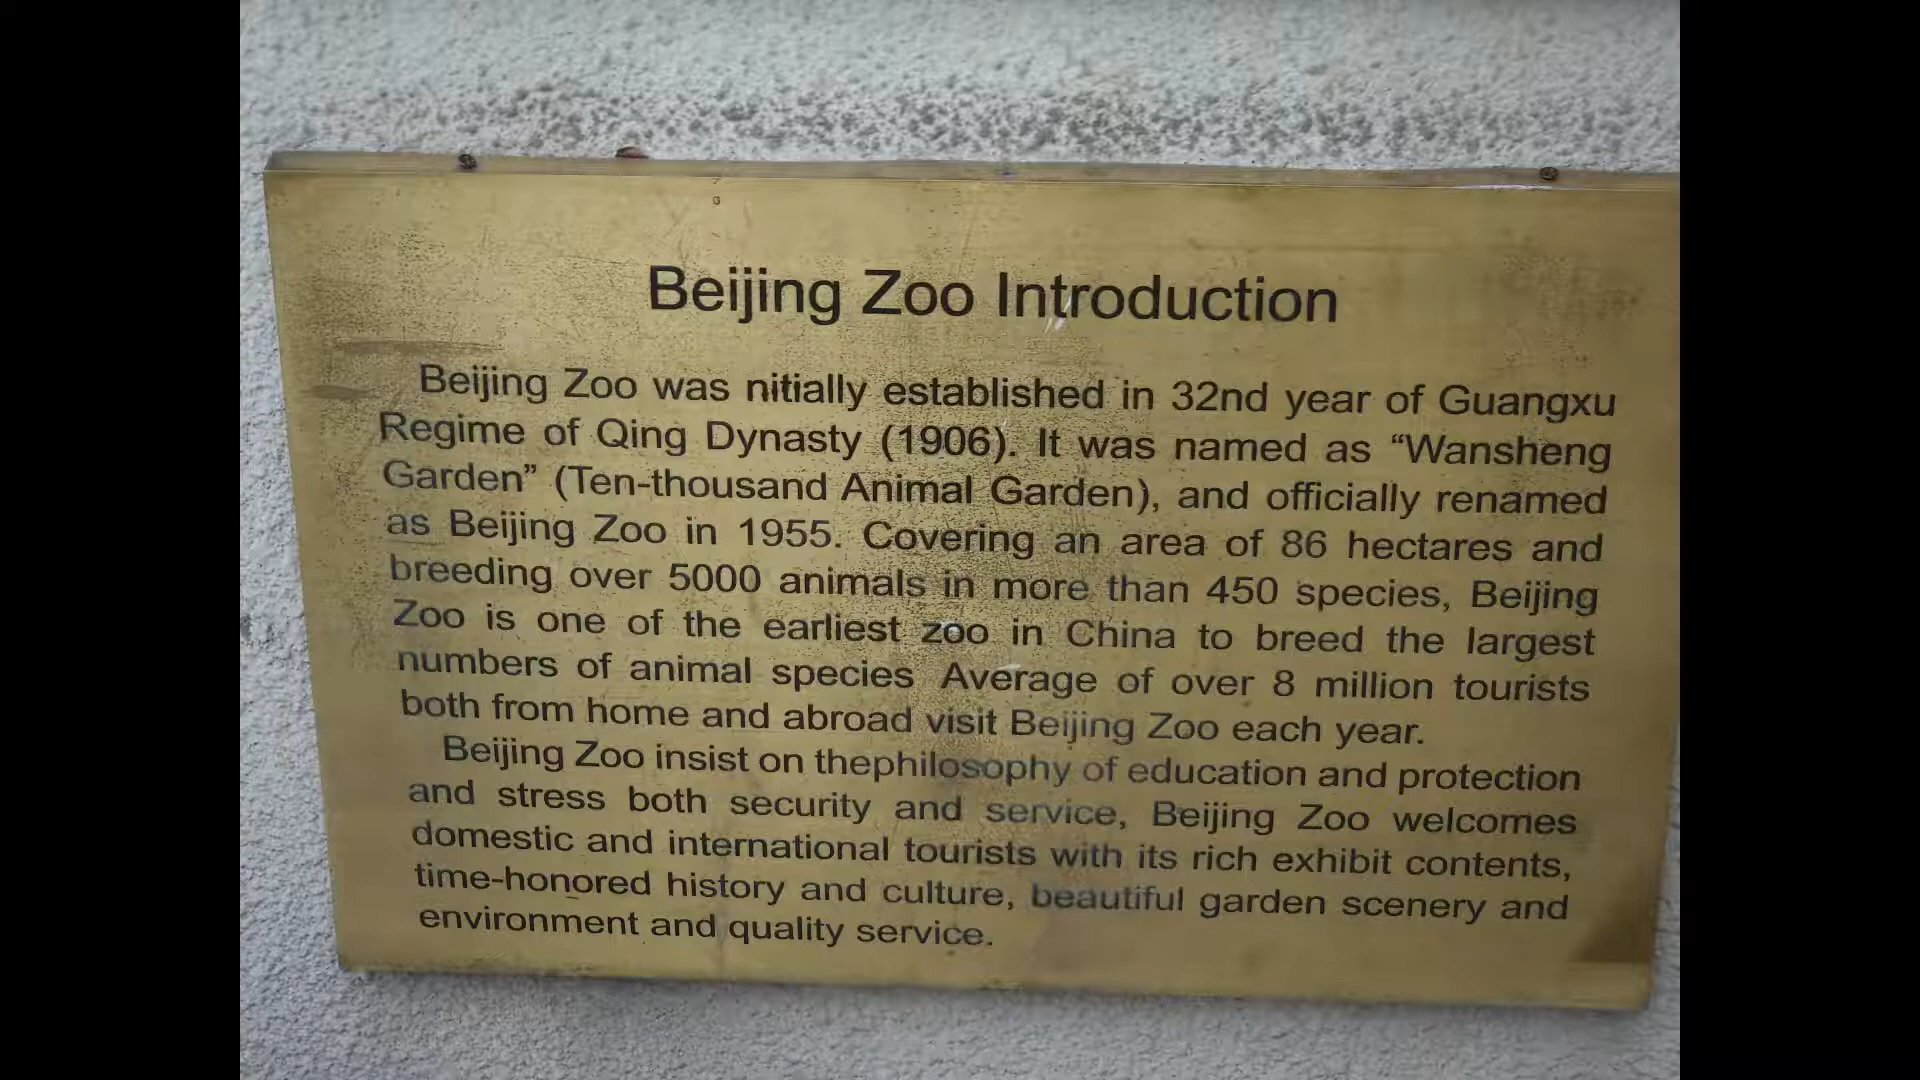 Beijing Zoo Introduction
Beijing Zoo was nitially established in 32nd year of Guangxu
Regime of Qing Dynasty (1906). It was named as “Wansheng
Garden” (Ten-thousand Animal Garden), and officially renamed
as Beijing Zoo in 1955. Covering an area of 86 hectares and
breeding over 5000 animals in more than 450 species, Beijing
Zoo is one of the earliest zoo in China to breed the largest
numbers of animal species Average of over 8 million tourists
both from home and abroad visit Beijing Zoo each year.
Beijing Zoo insist on thephilosophy of education and protection
and stress both security and service, Beijing Zoo welcomes
domestic and international tourists with its rich exhibit contents,
time-honored history and culture, beautiful garden scenery and
environment and quality service.